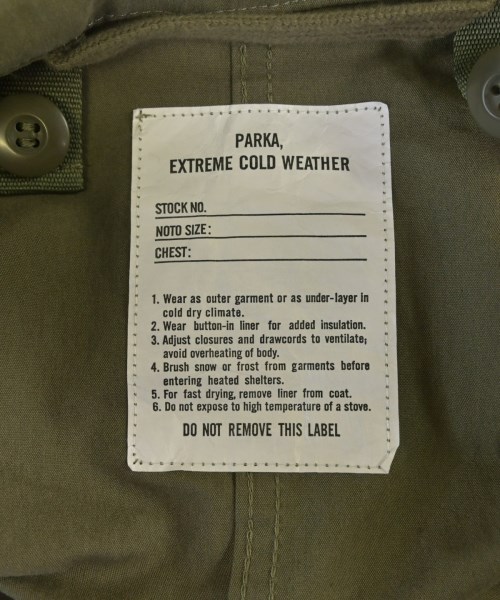 PARKA,
EXTREME COLD WEATHER
STOCK NO.
NOTO SIZE:
CHEST:
1. Wear as outer garment or as under-layer in
cold dry climate.
2. Wear button-in liner for added insulation.
3. Adjust closures and drawcords to ventilate;
avoid overheating of body.
4. Brush snow or frost from garments before
entering heated shelters.
5. For fast drying, remove liner from coat.
6. Do not expose to high temperature of a stove.
DO NOT REMOVE THIS LABEL